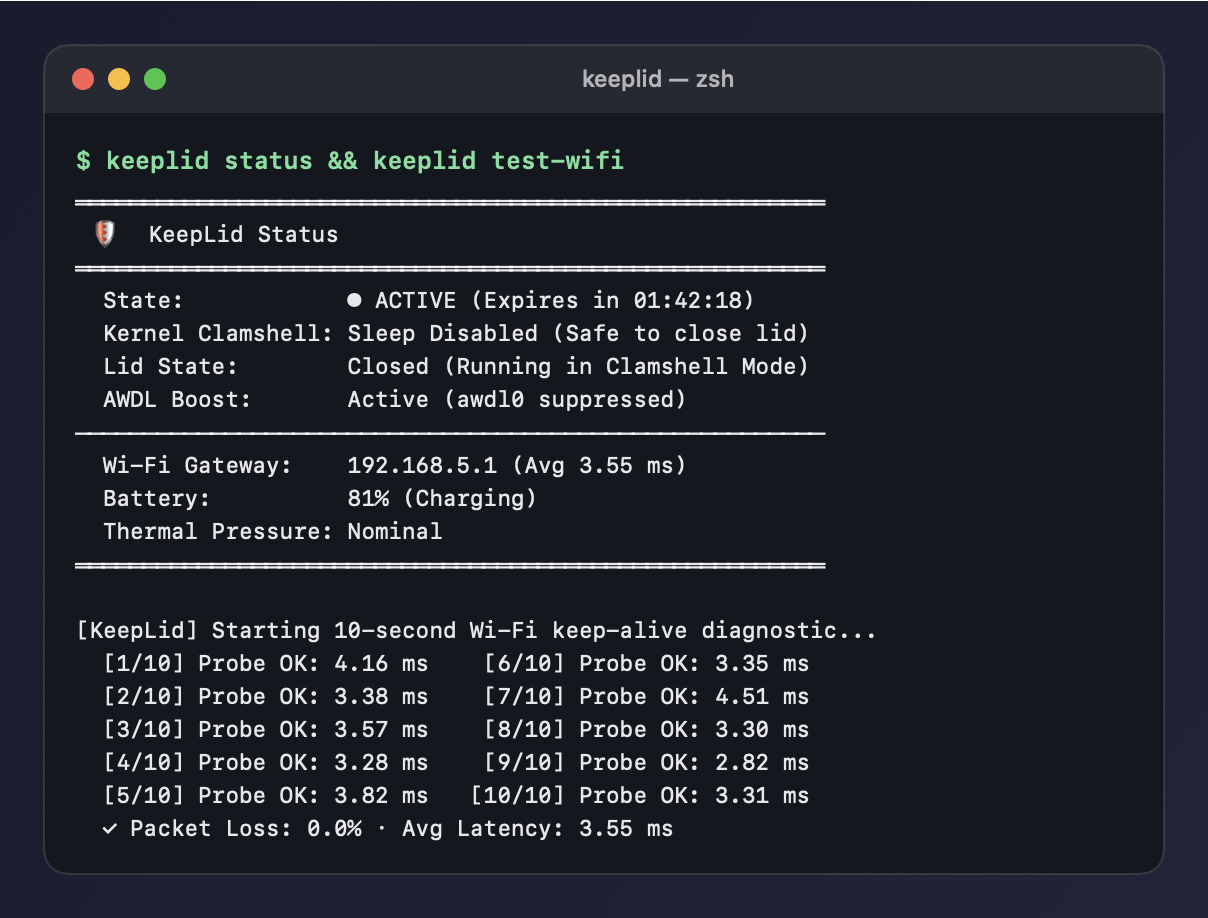 keeplid — zsh
$ keeplid status && keeplid test-wifi
KeepLid Status
State: ● ACTIVE (Expires in 01:42:18)
Kernel Clamshell: Sleep Disabled (Safe to close lid)
Lid State: Closed (Running in Clamshell Mode)
AWDL Boost: Active (awdl0 suppressed)
Wi-Fi Gateway: 192.168.5.1 (Avg 3.55 ms)
Battery: 81% (Charging)
Thermal Pressure: Nominal
[KeepLid] Starting 10-second Wi-Fi keep-alive diagnostic...
[1/10] Probe OK: 4.16 ms [6/10] Probe OK: 3.35 ms
[2/10] Probe OK: 3.38 ms [7/10] Probe OK: 4.51 ms
[3/10] Probe OK: 3.57 ms [8/10] Probe OK: 3.30 ms
[4/10] Probe OK: 3.28 ms [9/10] Probe OK: 2.82 ms
[5/10] Probe OK: 3.82 ms [10/10] Probe OK: 3.31 ms
✓ Packet Loss: 0.0% · Avg Latency: 3.55 ms